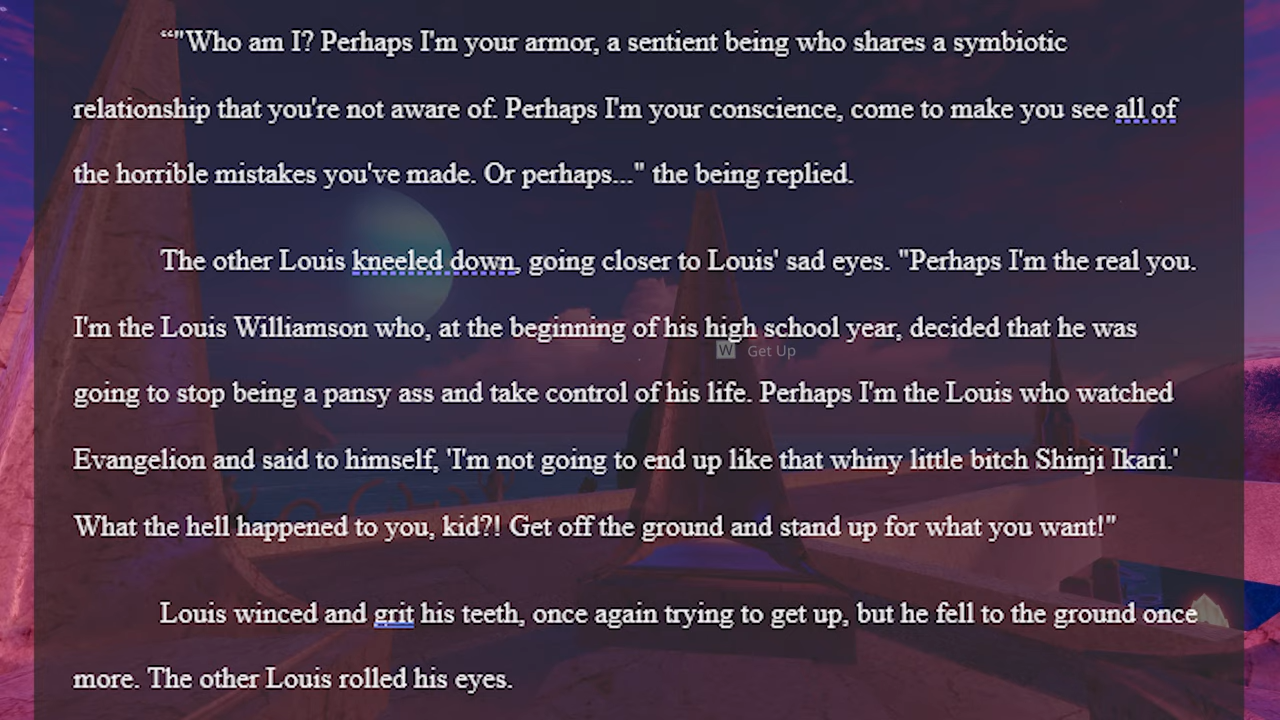 “"Who am I? Perhaps I'm your armor, a sentient being who shares a symbiotic
relationship that you're not aware of. Perhaps I'm your conscience, come to make you see all of
the horrible mistakes you've made. Or perhaps..." the being replied.
The other Louis kneeled down, going closer to Louis' sad eyes. "Perhaps I'm the real you.
I'm the Louis Williamson who, at the beginning of his high school year, decided that he was
W Get Up
going to stop being a pansy ass and take control of his life. Perhaps I'm the Louis who watched
Evangelion and said to himself, 'I'm not going to end up like that whiny little bitch Shinji Ikari.'
What the hell happened to you, kid?! Get off the ground and stand up for what you want!"
Louis winced and grit his teeth, once again trying to get up, but he fell to the ground once
more. The other Louis rolled his eyes.